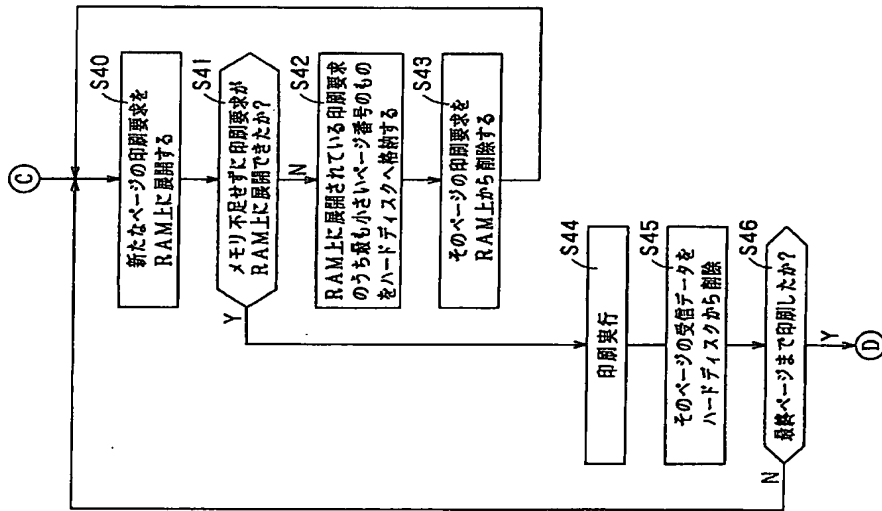 C
S40
新たなページの印刷要求を
RAM上に展開する
S41
メモリ不足せずに印刷要求が
RAM上に展開できたか?
N
Y
S42
RAM上に展開されている印刷要求
のうち最も小さいページ番号のもの
をハードディスクへ格納する
S43
そのページの印刷要求を
RAM上から削除する
S44
印刷実行
S45
そのページの受信データを
ハードディスクから削除
S46
最終ページまで印刷したか?
N
Y
D